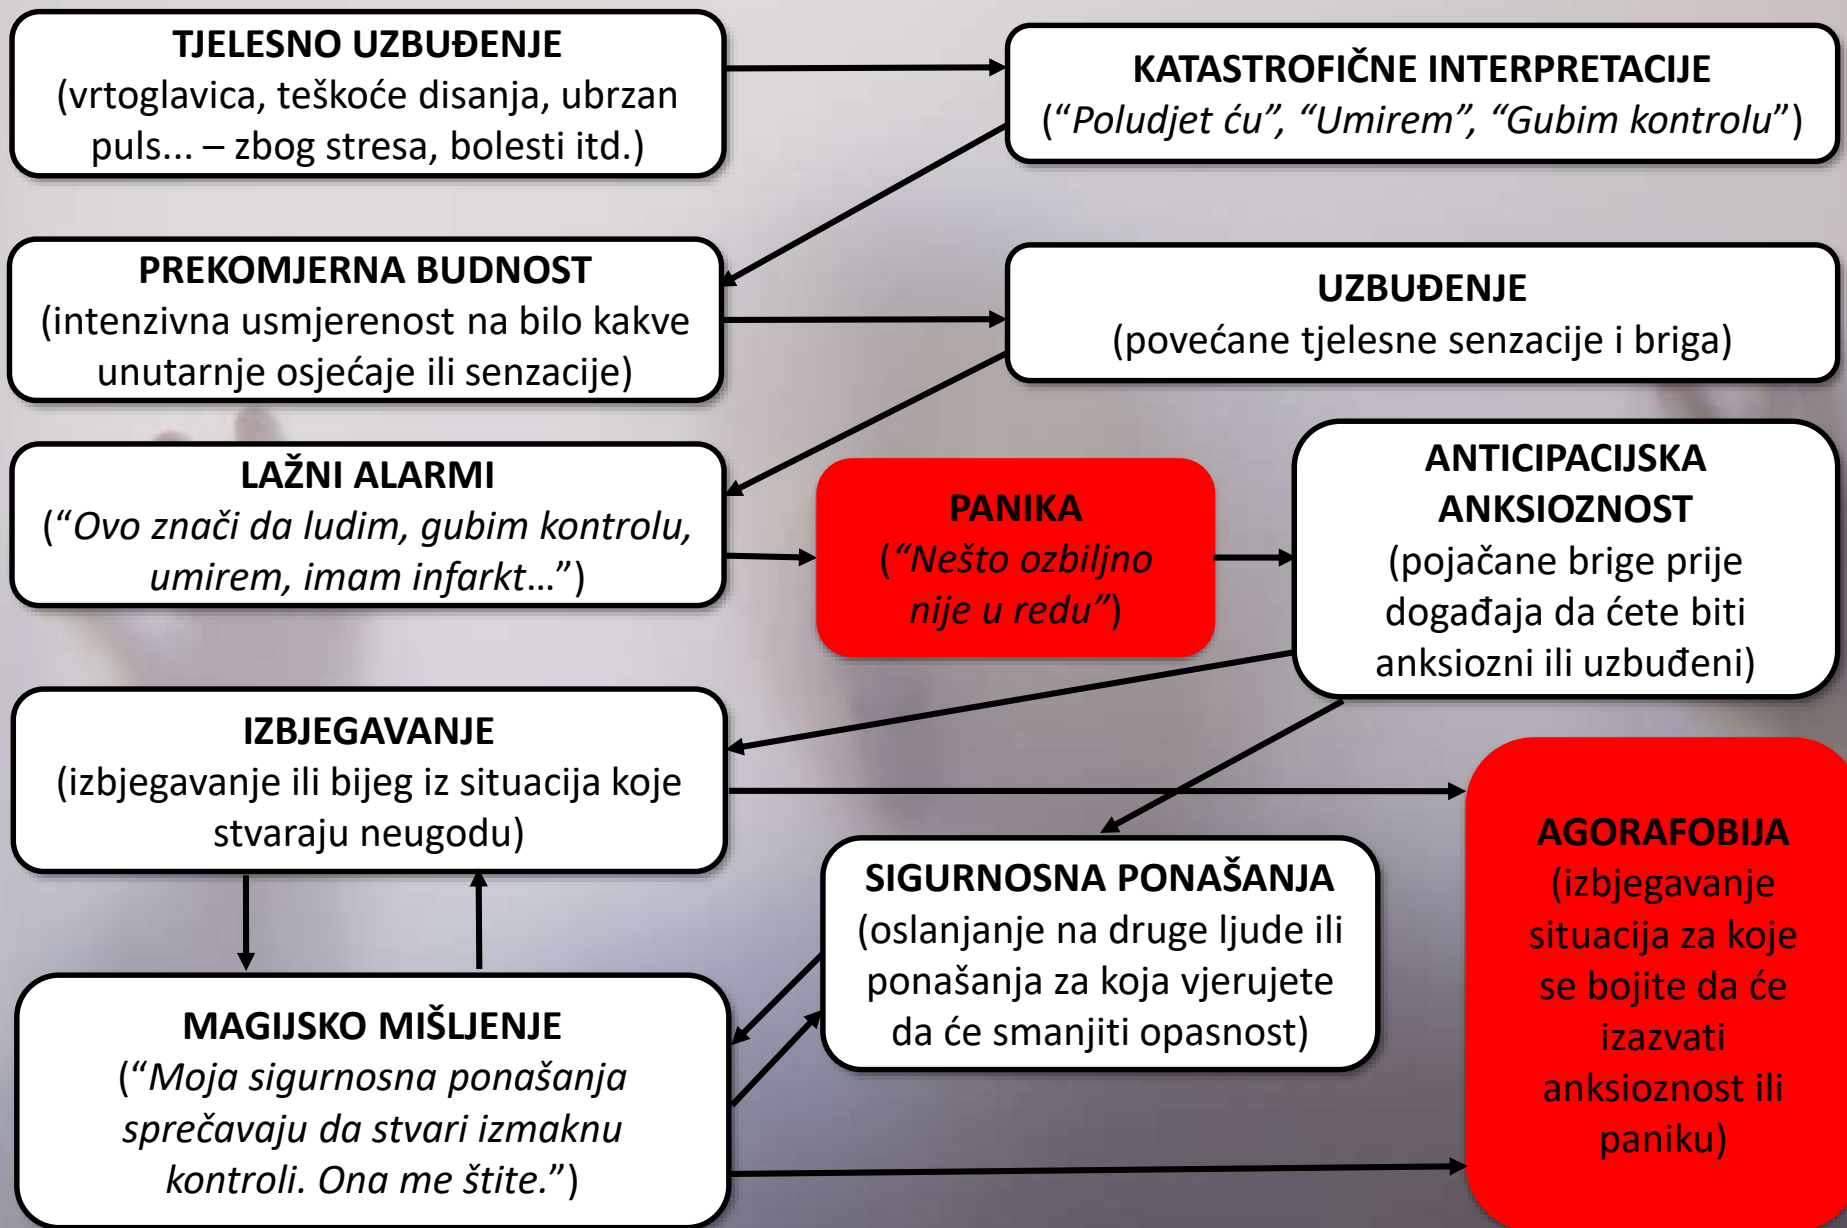 TJELESNO UZBUĐENJE
(vrtoglavica, teškoće disanja, ubrzan
puls... – zbog stresa, bolesti itd.)
KATASTROFIČNE INTERPRETACIJE
(“Poludjet ću”, “Umirem”, “Gubim kontrolu”)
PREKOMJERNA BUDNOST
(intenzivna usmjerenost na bilo kakve
unutarnje osjećaje ili senzacije)
UZBUĐENJE
(povećane tjelesne senzacije i briga)
LAŽNI ALARMI
(“Ovo znači da ludim, gubim kontrolu,
umirem, imam infarkt…”)
PANIKA
(“Nešto ozbiljno
nije u redu”)
ANTICIPACIJSKA
ANKSIOZNOST
(pojačane brige prije
događaja da ćete biti
anksiozni ili uzbuđeni)
IZBJEGAVANJE
(izbjegavanje ili bijeg iz situacija koje
stvaraju neugodu)
SIGURNOSNA PONAŠANJA
(oslanjanje na druge ljude ili
ponašanja za koja vjerujete
da će smanjiti opasnost)
AGORAFOBIJA
(izbjegavanje
situacija za koje
se bojite da će
izazvati
anksioznost ili
paniku)
MAGIJSKO MIŠLJENJE
(“Moja sigurnosna ponašanja
sprečavaju da stvari izmaknu
kontroli. Ona me štite.”)